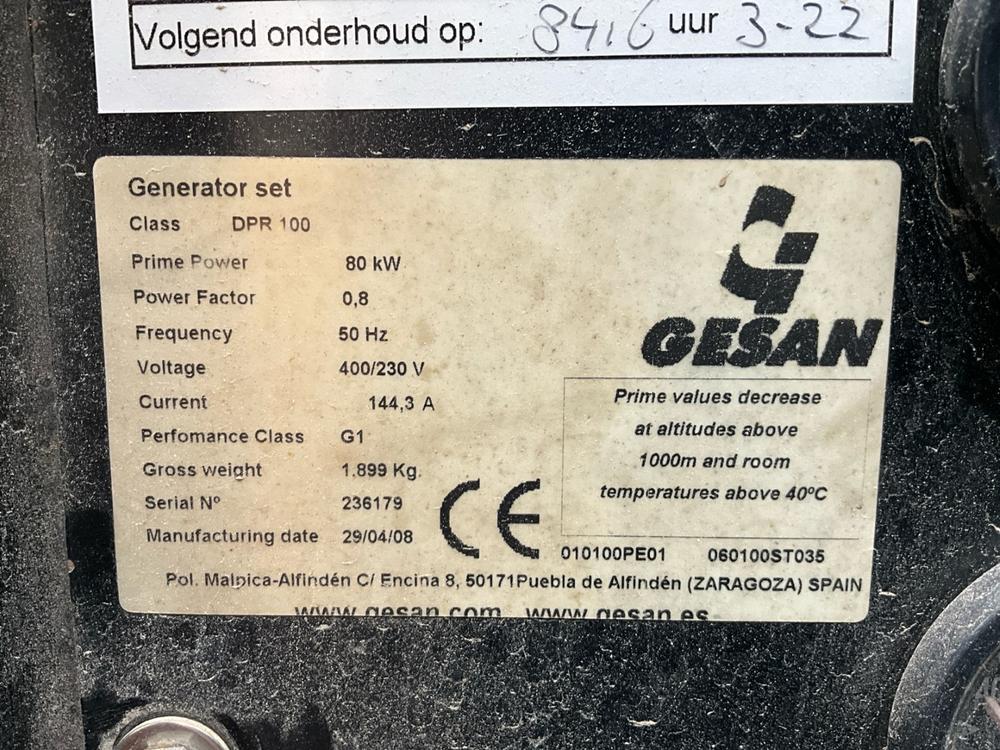 Volgend onderhoud op: 8416 uur 3-22
Generator set
Class DPR 100
Prime Power 80 kW
Power Factor 0,8
Frequency 50 Hz
Voltage 400/230 V
Current 144,3 A
Perfomance Class G1
Gross weight 1.899 Kg.
Serial Nº 236179
Manufacturing date 29/04/08
GESAN
Prime values decrease
at altitudes above
1000m and room
temperatures above 40ºC
CE
010100PE01 060100ST035
Pol. Malpica-Alfindén C/ Encina 8, 50171Puebla de Alfindén (ZARAGOZA) SPAIN
www.gesan.com www.gesan.es